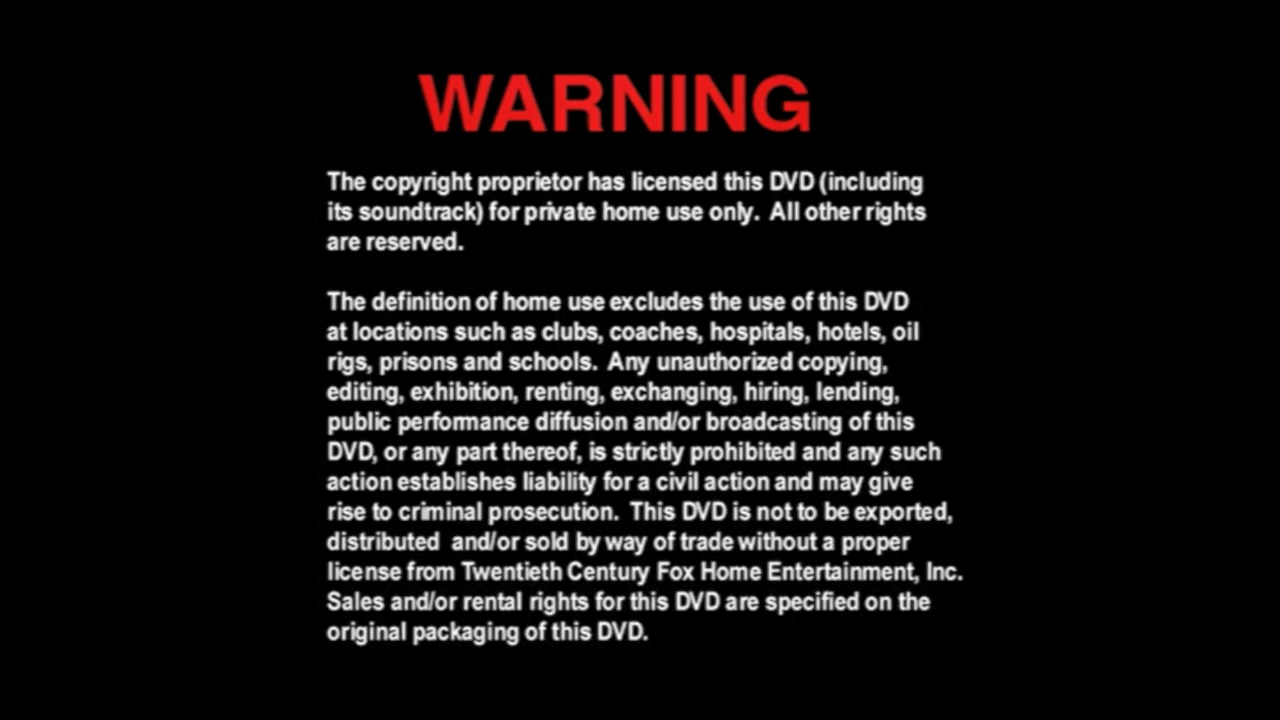 WARNING
The copyright proprietor has licensed this DVD (including
its soundtrack) for private home use only.  All other rights
are reserved.
The definition of home use excludes the use of this DVD
at locations such as clubs, coaches, hospitals, hotels, oil
rigs, prisons and schools.  Any unauthorized copying,
editing, exhibition, renting, exchanging, hiring, lending,
public performance diffusion and/or broadcasting of this
DVD, or any part thereof, is strictly prohibited and any such
action establishes liability for a civil action and may give
rise to criminal prosecution.  This DVD is not to be exported,
distributed  and/or sold by way of trade without a proper
license from Twentieth Century Fox Home Entertainment, Inc.
Sales and/or rental rights for this DVD are specified on the
original packaging of this DVD.